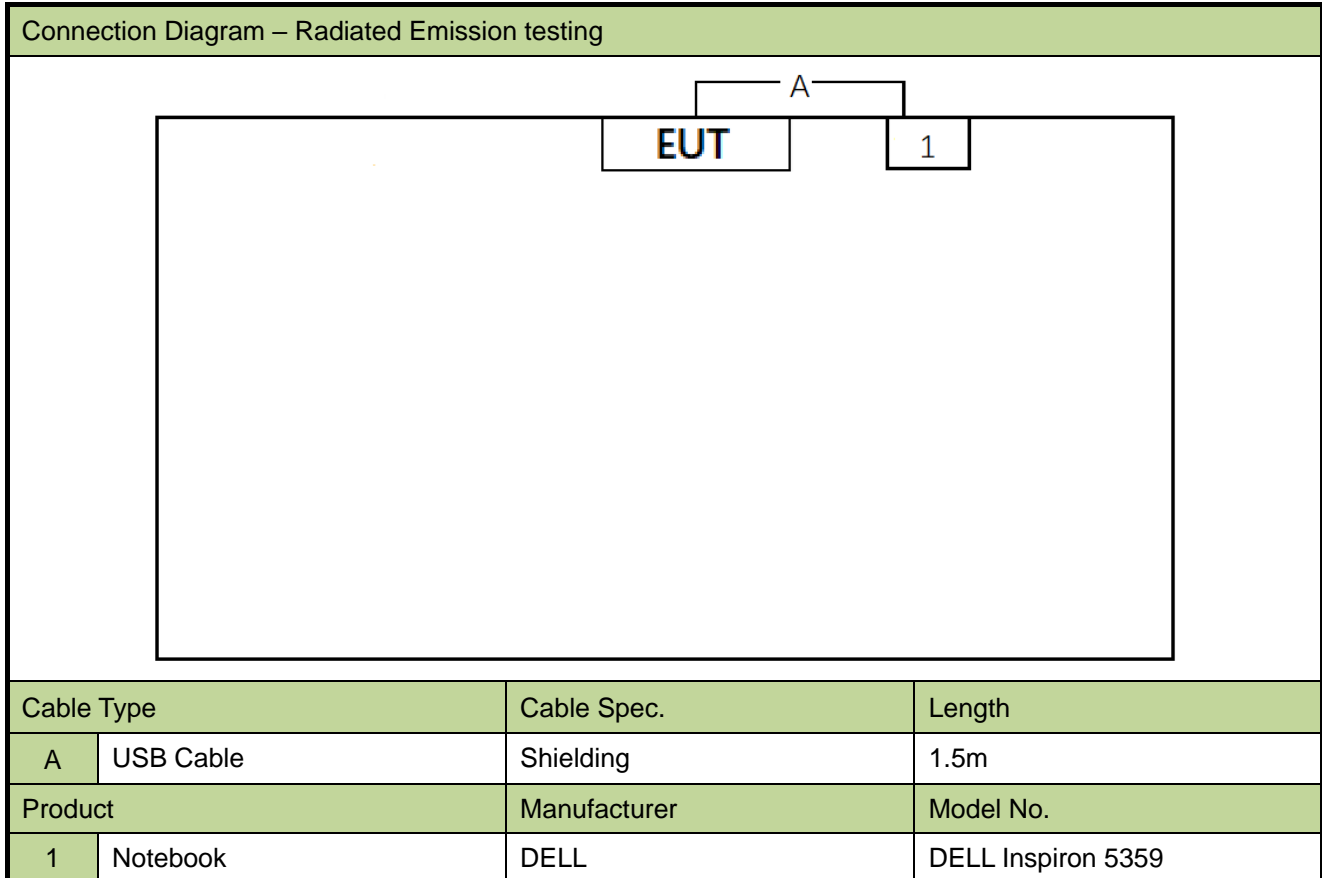 Connection Diagram – Radiated Emission testing
A
EUT
1
Cable Type Cable Spec. Length
A USB Cable Shielding 1.5m
Product Manufacturer Model No.
1 Notebook DELL DELL Inspiron 5359